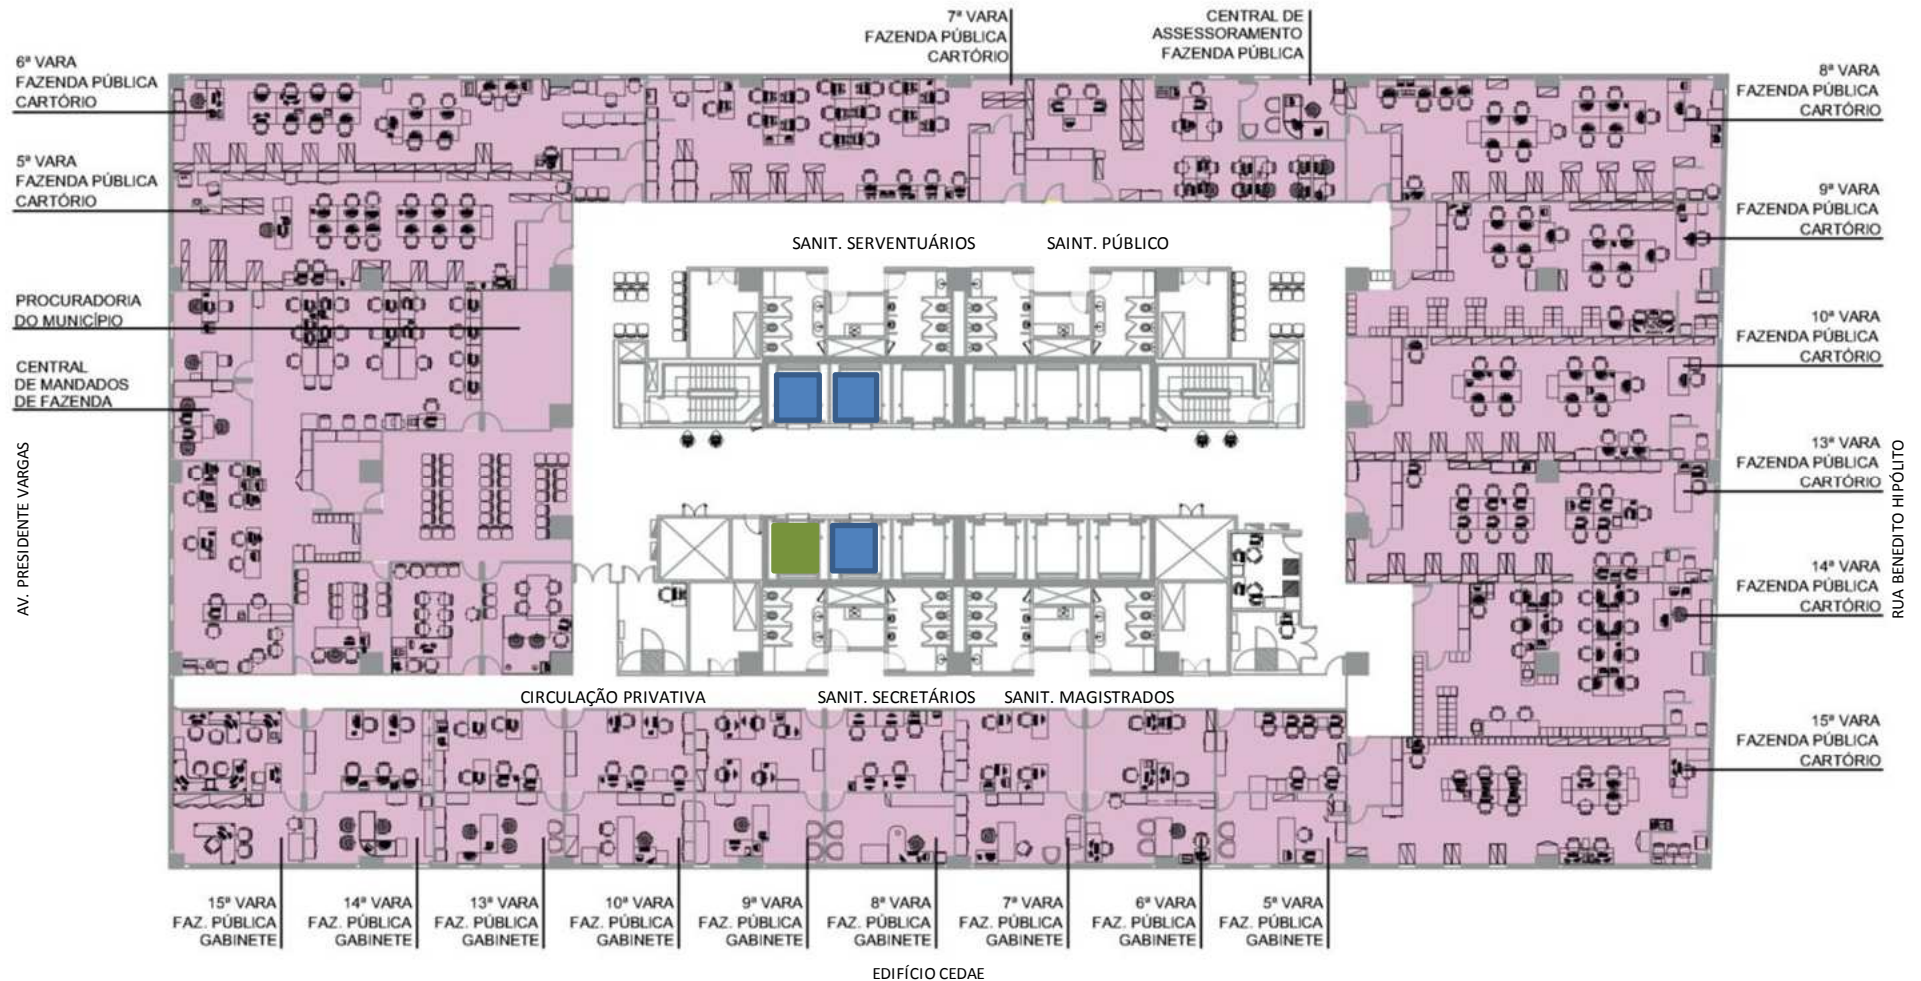 7ª VARA
FAZENDA PÚBLICA
CARTÓRIO
CENTRAL DE
ASSESSORAMENTO
FAZENDA PÚBLICA
6ª VARA
FAZENDA PÚBLICA
CARTÓRIO
5ª VARA
FAZENDA PÚBLICA
CARTÓRIO
PROCURADORIA
DO MUNICÍPIO
CENTRAL
DE MANDADOS
DE FAZENDA
AV. PRESIDENTE VARGAS
SANIT. SERVENTUÁRIOS
SAINT. PÚBLICO
8ª VARA
FAZENDA PÚBLICA
CARTÓRIO
9ª VARA
FAZENDA PÚBLICA
CARTÓRIO
10ª VARA
FAZENDA PÚBLICA
CARTÓRIO
13ª VARA
FAZENDA PÚBLICA
CARTÓRIO
14ª VARA
FAZENDA PÚBLICA
CARTÓRIO
15ª VARA
FAZENDA PÚBLICA
CARTÓRIO
RUA BENEDITO HIPÓLITO
CIRCULAÇÃO PRIVATIVA
SANIT. SECRETÁRIOS
SANIT. MAGISTRADOS
15ª VARA
FAZ. PÚBLICA
GABINETE
14ª VARA
FAZ. PÚBLICA
GABINETE
13ª VARA
FAZ. PÚBLICA
GABINETE
10ª VARA
FAZ. PÚBLICA
GABINETE
9ª VARA
FAZ. PÚBLICA
GABINETE
8ª VARA
FAZ. PÚBLICA
GABINETE
7ª VARA
FAZ. PÚBLICA
GABINETE
6ª VARA
FAZ. PÚBLICA
GABINETE
5ª VARA
FAZ. PÚBLICA
GABINETE
EDIFÍCIO CEDAE